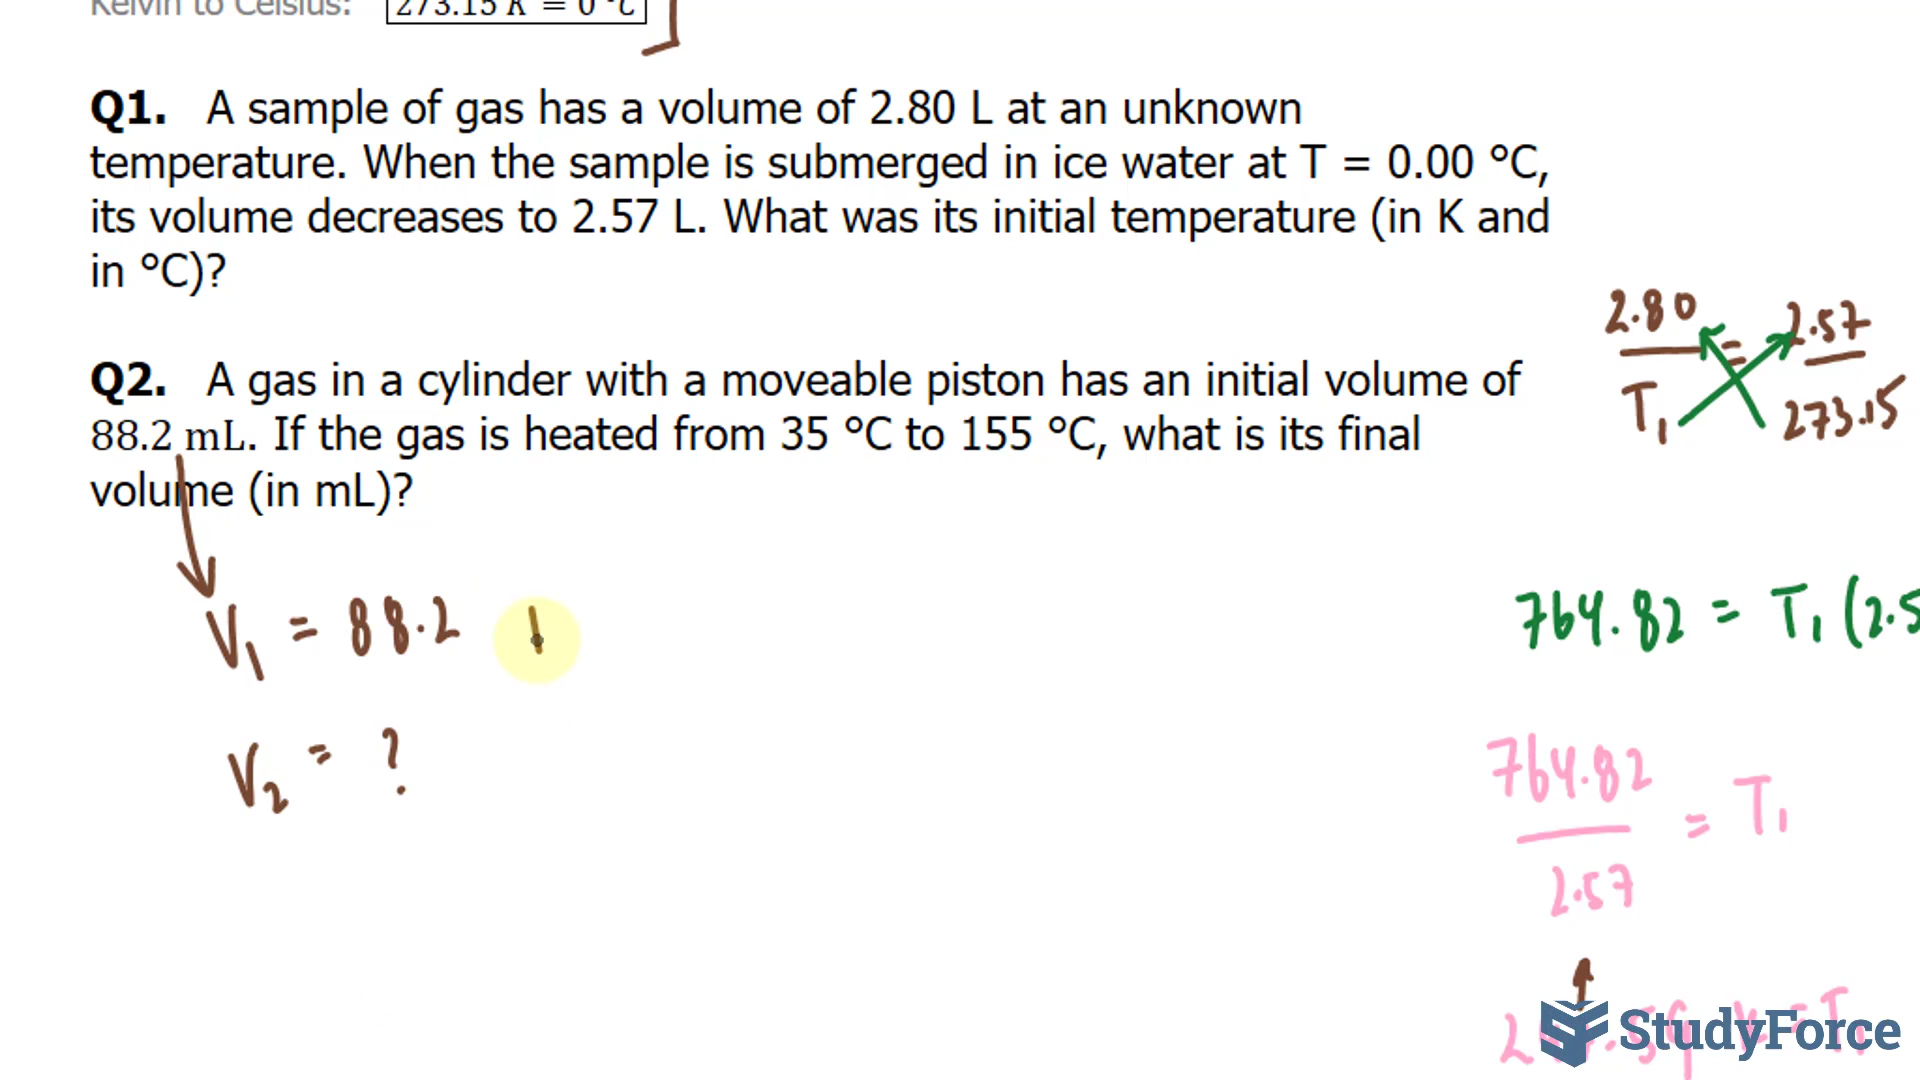 Kelvin to Celsius: 273.15 K = 0 °C
Q1. A sample of gas has a volume of 2.80 L at an unknown
temperature. When the sample is submerged in ice water at T = 0.00 °C,
its volume decreases to 2.57 L. What was its initial temperature (in K and
in °C)?
2.80 = 2.57
T₁ 273.15
Q2. A gas in a cylinder with a moveable piston has an initial volume of
88.2 mL. If the gas is heated from 35 °C to 155 °C, what is its final
volume (in mL)?
V₁ = 88.2
764.82 = T₁ (2.5
V₂ = ?
764.82 = T₁
2.57
StudyForce